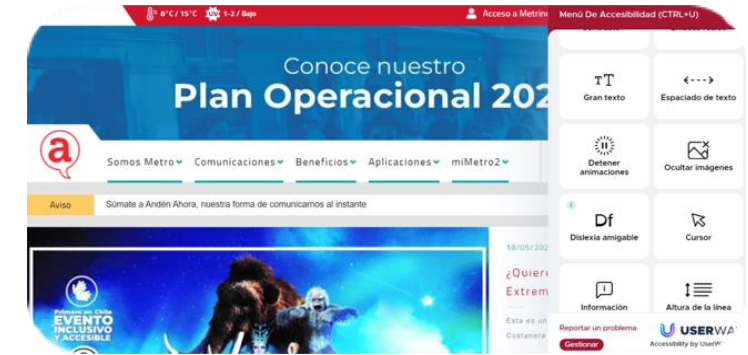 8°C / 15°C UV 1-2 / Bajo
Acceso a Metrino
Menú De Accesibilidad (CTRL+U)
Conoce nuestro
Plan Operacional 202
a
Somos Metro
Comunicaciones
Beneficios
Aplicaciones
miMetro2
Aviso
Súmate a Andén Ahora, nuestra forma de comunicarnos al instante
Primero en Chile
EVENTO
INCLUSIVO
Y ACCESIBLE
18/05/202
¿Quiere
Extrem
Esta es un
Costanera
Gran texto
Espaciado de texto
Detener
animaciones
Ocultar imágenes
Df
Dislexia amigable
Cursor
Información
Altura de la línea
Reportar un problema
Gestionar
USERWA
Accessibility by UserW